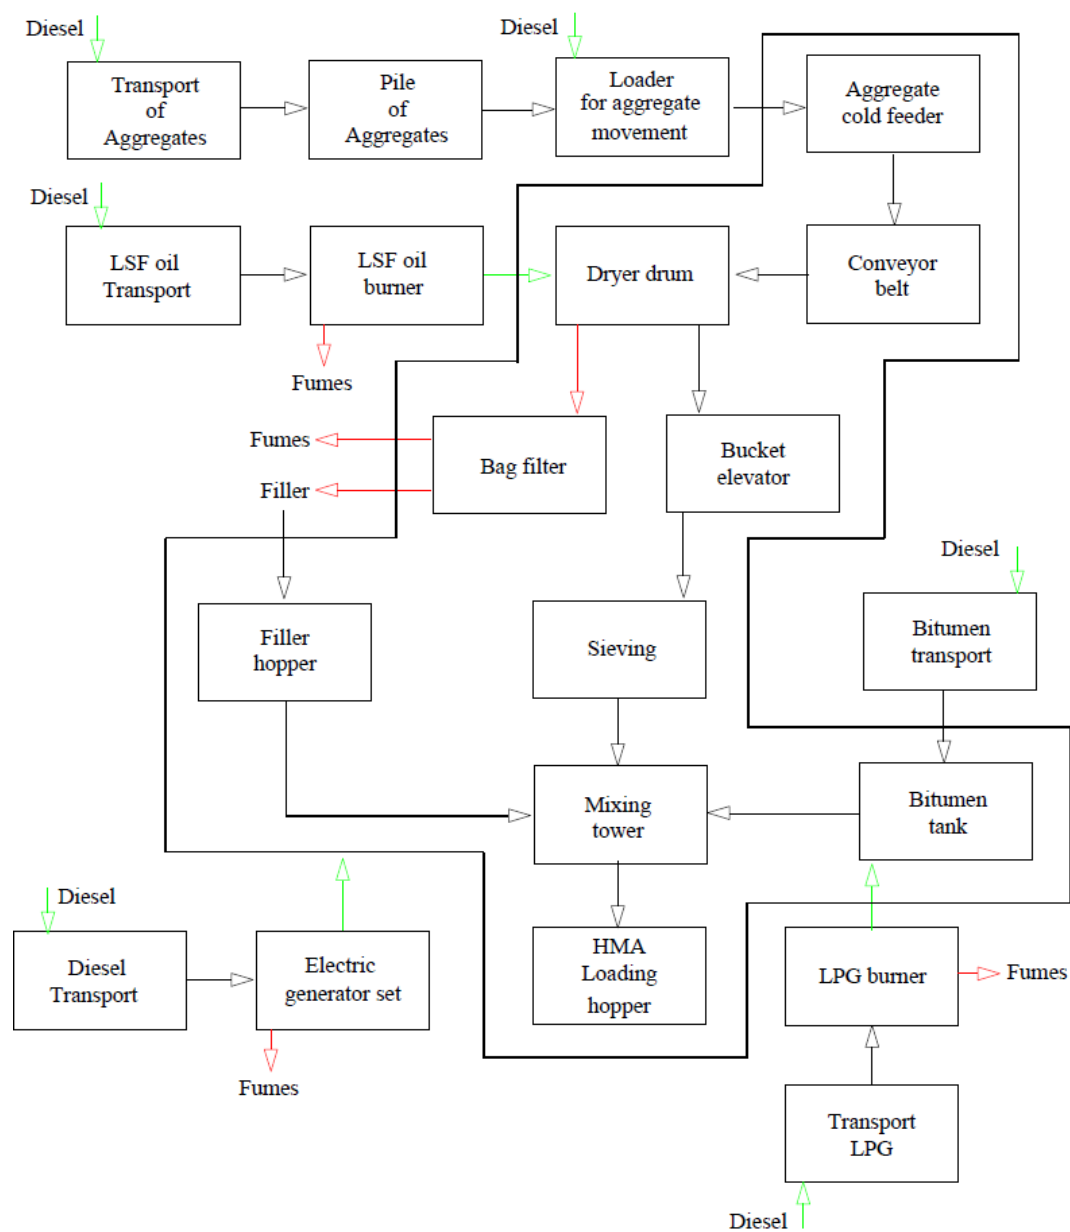 Diesel
Diesel
Transport
of
Aggregates
Pile
of
Aggregates
Loader
for aggregate
movement
Aggregate
cold feeder
Diesel
LSF oil
Transport
LSF oil
burner
Dryer drum
Conveyor
belt
Fumes
Fumes
Filler
Bag filter
Bucket
elevator
Diesel
Filler
hopper
Sieving
Bitumen
transport
Mixing
tower
Bitumen
tank
Diesel
Diesel
Transport
Electric
generator set
HMA
Loading
hopper
LPG burner
Fumes
Fumes
Transport
LPG
Diesel